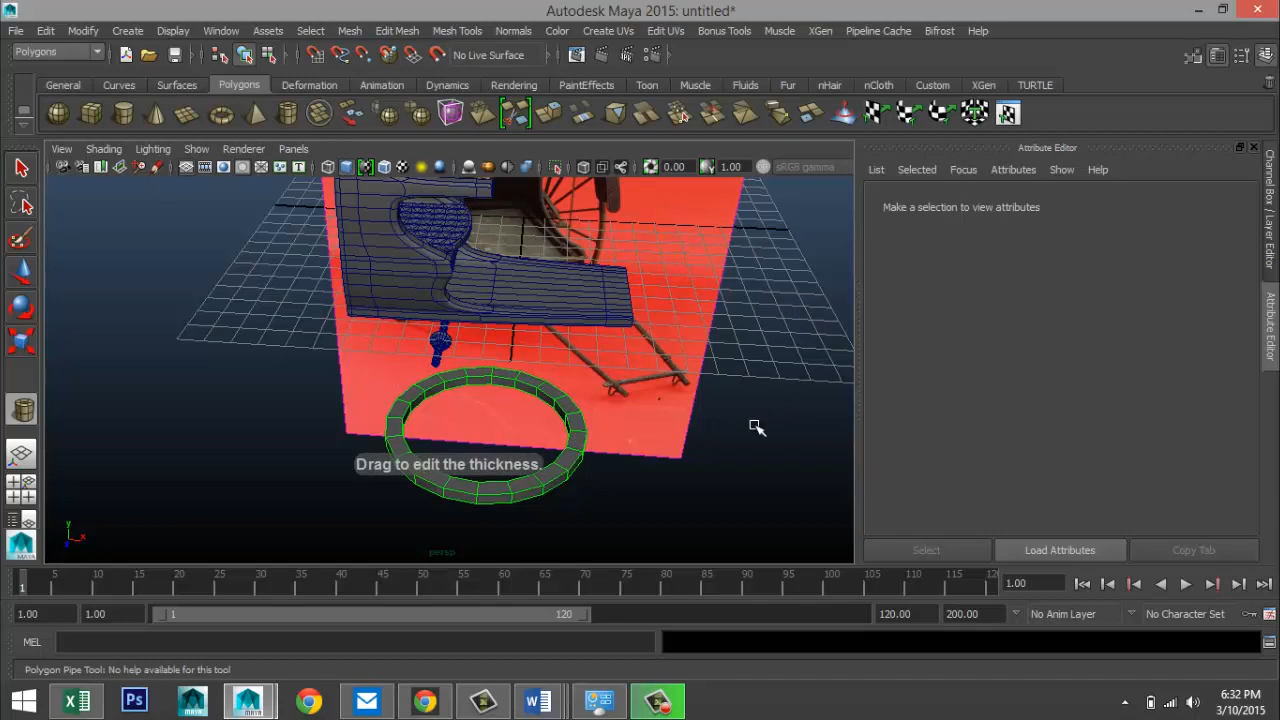 Autodesk Maya 2015: untitled*
File Edit Modify Create Display Window Assets Select Mesh Edit Mesh Mesh Tools Normals Color Create UVs Edit UVs Bonus Tools Muscle XGen Pipeline Cache Bifrost Help
Polygons No Live Surface
General Curves Surfaces Polygons Deformation Animation Dynamics Rendering PaintEffects Toon Muscle Fluids Fur nHair nCloth Custom XGen TURTLE
View Shading Lighting Show Renderer Panels
0.00 1.00 sRGB gamma
Attribute Editor
List Selected Focus Attributes Show Help
Make a selection to view attributes
Channel Box / Layer Editor
Attribute Editor
Drag to edit the thickness.
y
x
z
persp
Select Load Attributes Copy Tab
MAYA
1 5 10 15 20 25 30 35 40 45 50 55 60 65 70 75 80 85 90 95 100 105 110 115 12
1.00
1.00 1.00 1 120 120.00 200.00 No Anim Layer No Character Set
MEL
Polygon Pipe Tool: No help available for this tool
Ps
MAYA
MAYA
6:32 PM
3/10/2015